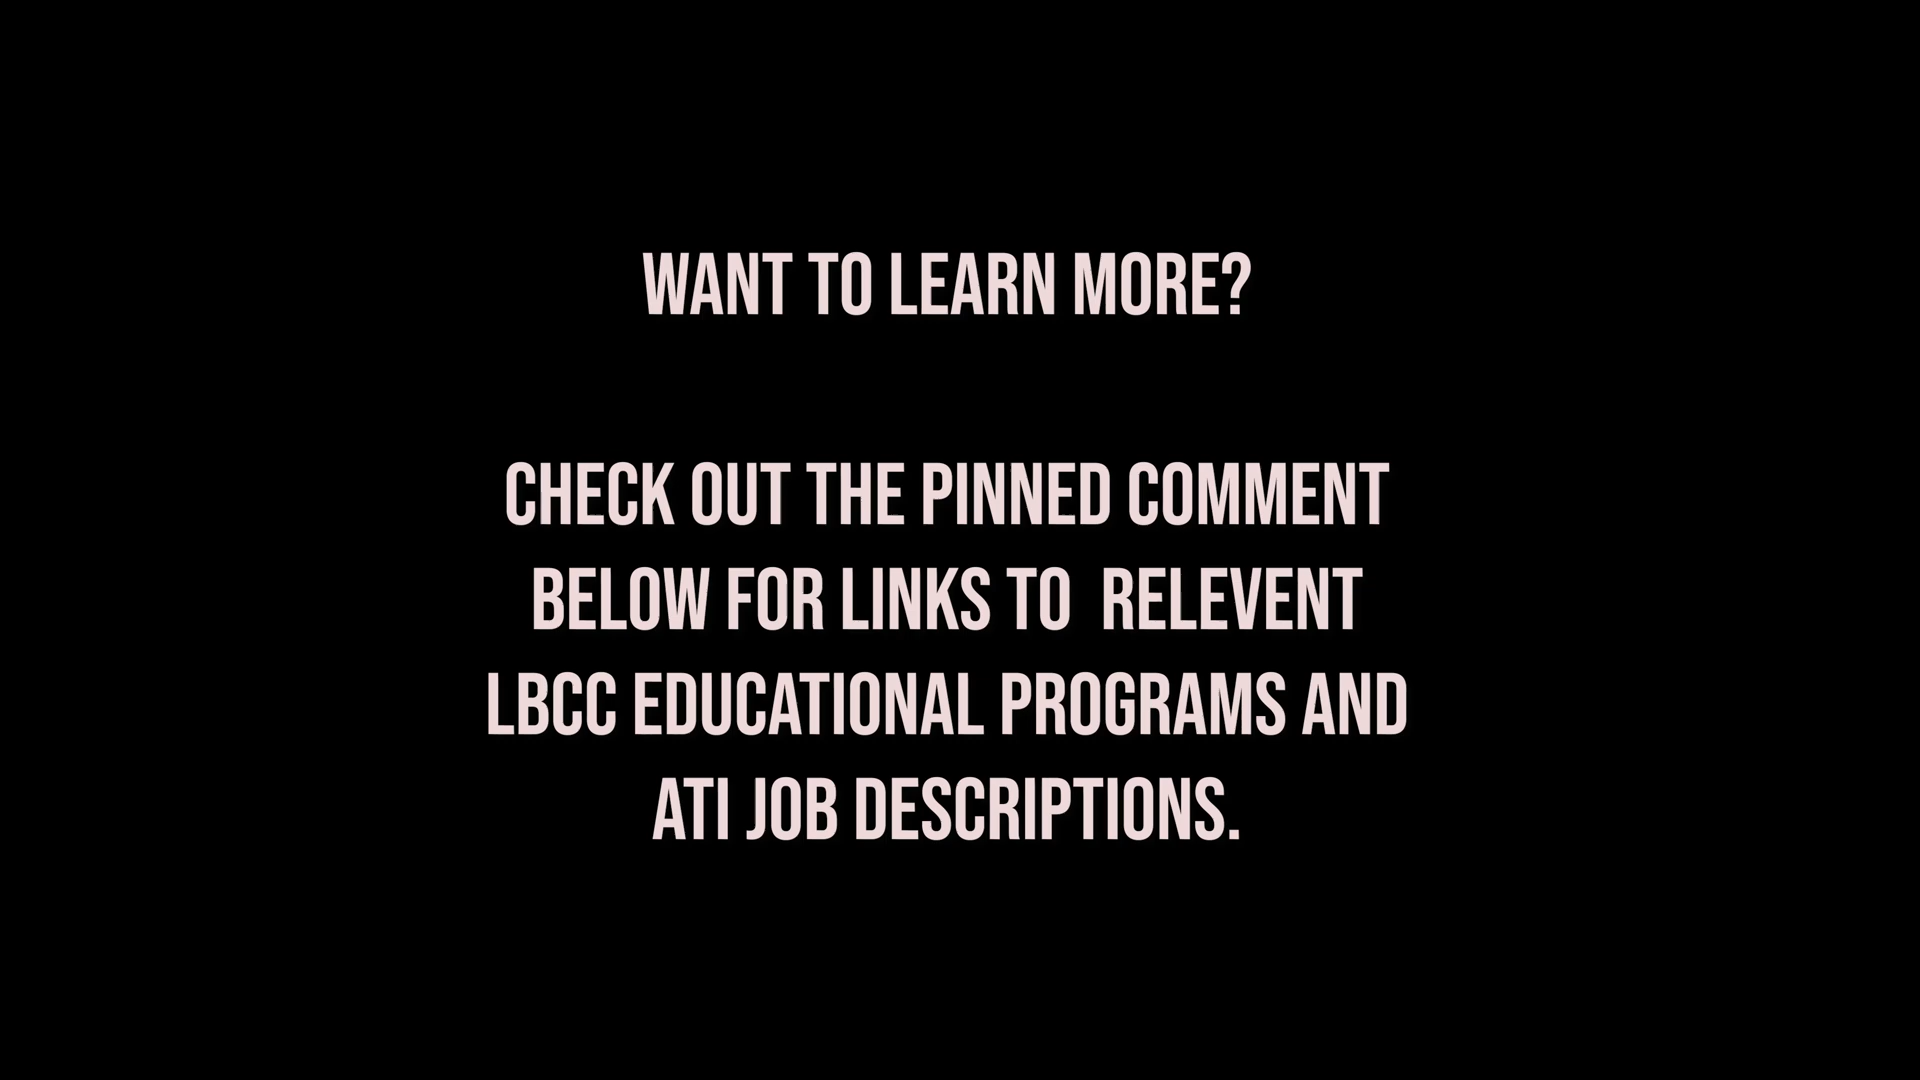 WANT TO LEARN MORE?
CHECK OUT THE PINNED COMMENT
BELOW FOR LINKS TO  RELEVENT
LBCC EDUCATIONAL PROGRAMS AND
ATI JOB DESCRIPTIONS.